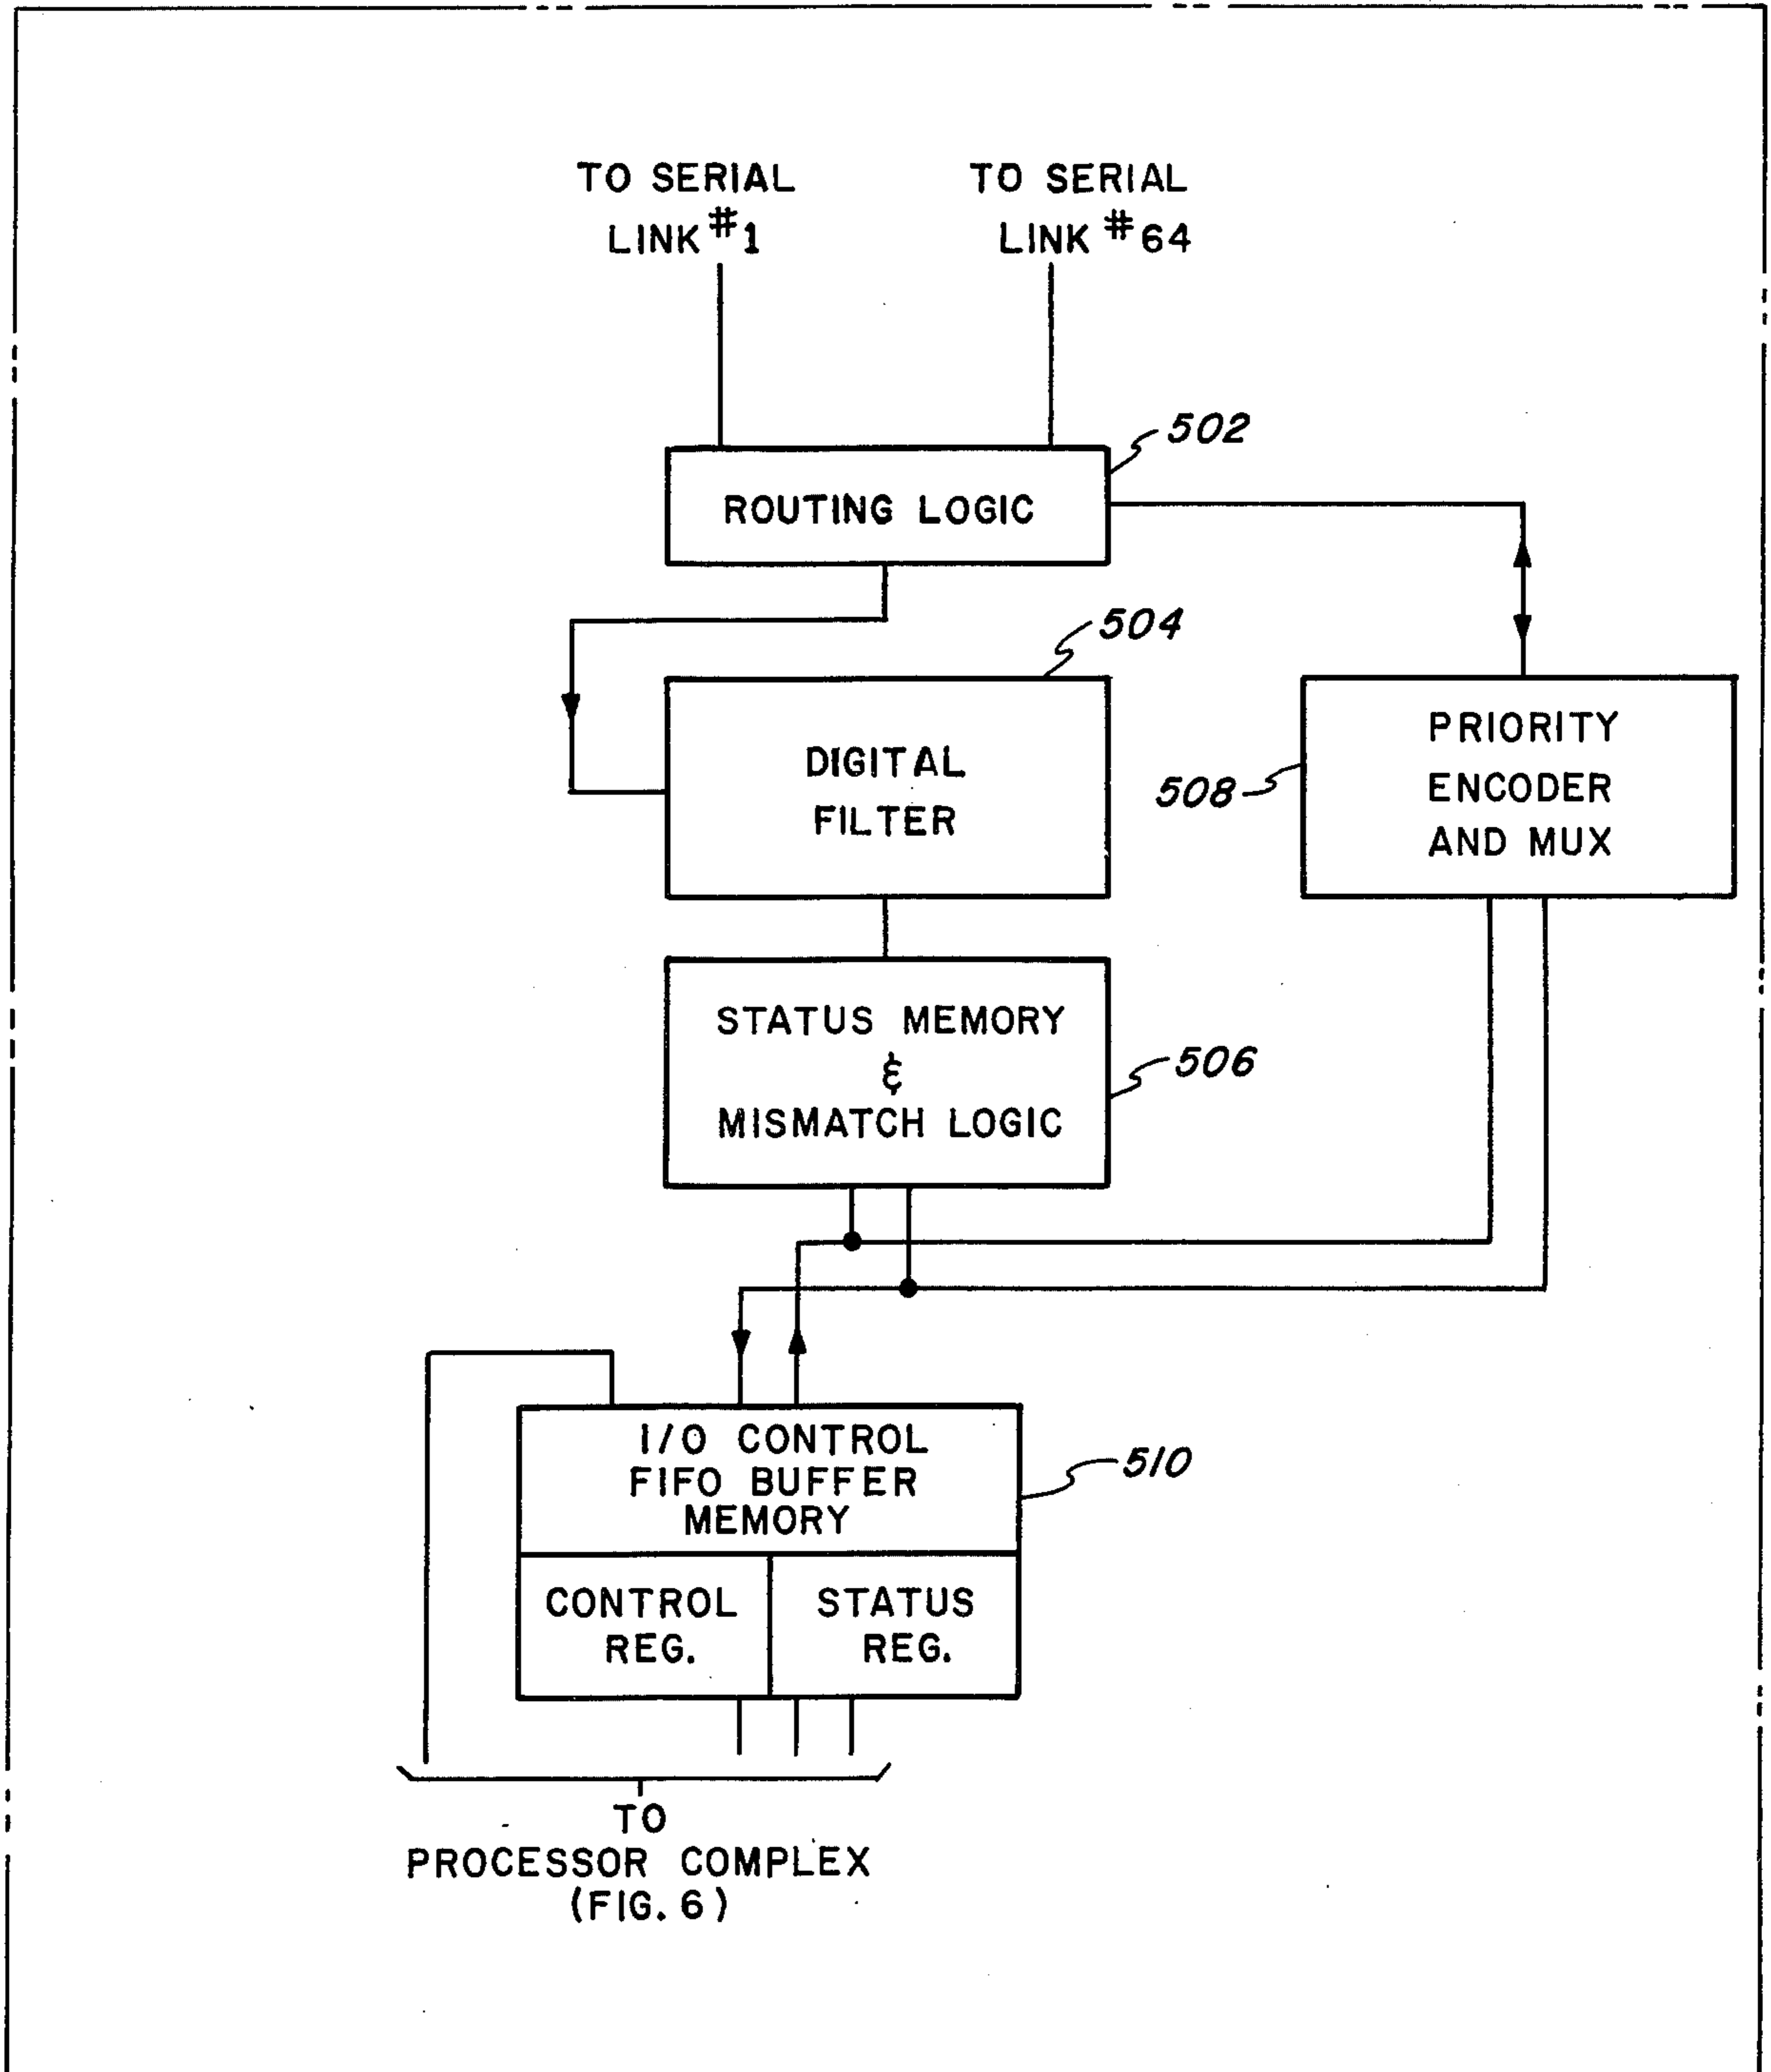 TO SERIAL
LINK #1
TO SERIAL
LINK #64
502
ROUTING LOGIC
504
DIGITAL
FILTER
508
PRIORITY
ENCODER
AND MUX
STATUS MEMORY
&
MISMATCH LOGIC
506
I/O CONTROL
FIFO BUFFER
MEMORY
510
CONTROL
REG.
STATUS
REG.
TO
PROCESSOR COMPLEX
(FIG. 6)